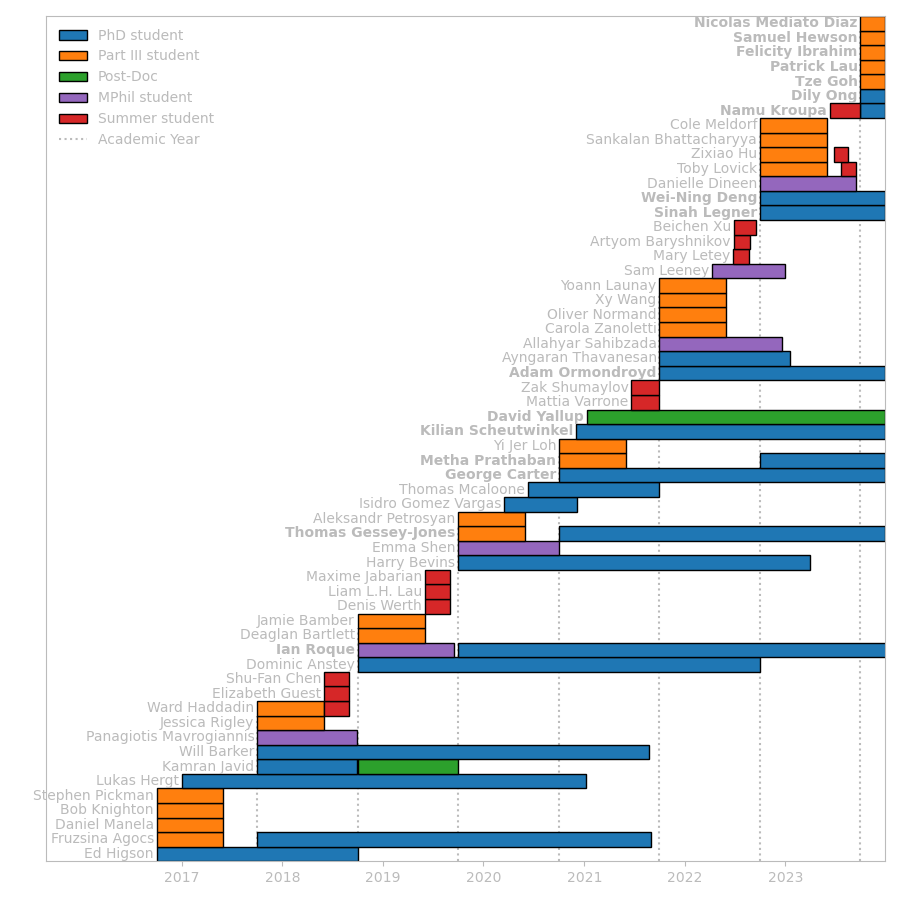 PhD student
Part III student
Post-Doc
MPhil student
Summer student
Academic Year
Nicolas Mediato Diaz
Samuel Hewson
Felicity Ibrahim
Patrick Lau
Tze Goh
Dily Ong
Namu Kroupa
Cole Meldorf
Sankalan Bhattacharyya
Zixiao Hu
Toby Lovick
Danielle Dineen
Wei-Ning Deng
Sinah Legner
Beichen Xu
Artyom Baryshnikov
Mary Letey
Sam Leeney
Yoann Launay
Xy Wang
Oliver Normand
Carola Zanoletti
Allahyar Sahibzada
Ayngaran Thavanesan
Adam Ormondroyd
Zak Shumaylov
Mattia Varrone
David Yallup
Kilian Scheutwinkel
Yi Jer Loh
Metha Prathaban
George Carter
Thomas Mcaloone
Isidro Gomez Vargas
Aleksandr Petrosyan
Thomas Gessey-Jones
Emma Shen
Harry Bevins
Maxime Jabarian
Liam L.H. Lau
Denis Werth
Jamie Bamber
Deaglan Bartlett
Ian Roque
Dominic Anstey
Shu-Fan Chen
Elizabeth Guest
Ward Haddadin
Jessica Rigley
Panagiotis Mavrogiannis
Will Barker
Kamran Javid
Lukas Hergt
Stephen Pickman
Bob Knighton
Daniel Manela
Fruzsina Agocs
Ed Higson
2017 2018 2019 2020 2021 2022 2023